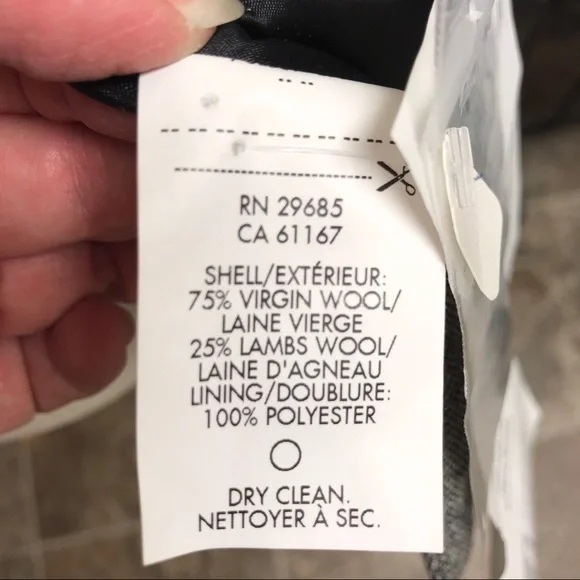 RN 29685
CA 61167
SHELL/EXTÉRIEUR:
75% VIRGIN WOOL/
LAINE VIERGE
25% LAMBS WOOL/
LAINE D'AGNEAU
LINING/DOUBLURE:
100% POLYESTER
DRY CLEAN.
NETTOYER À SEC.